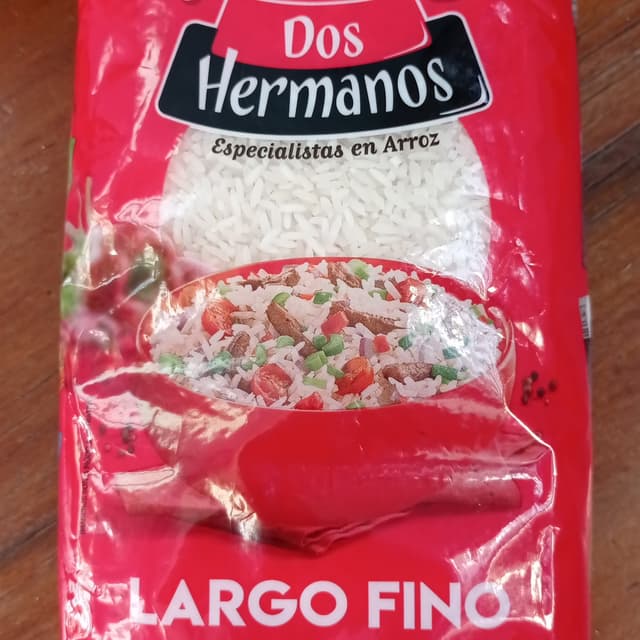 Dos
Hermanos
Especialistas en Arroz
LARGO FINO